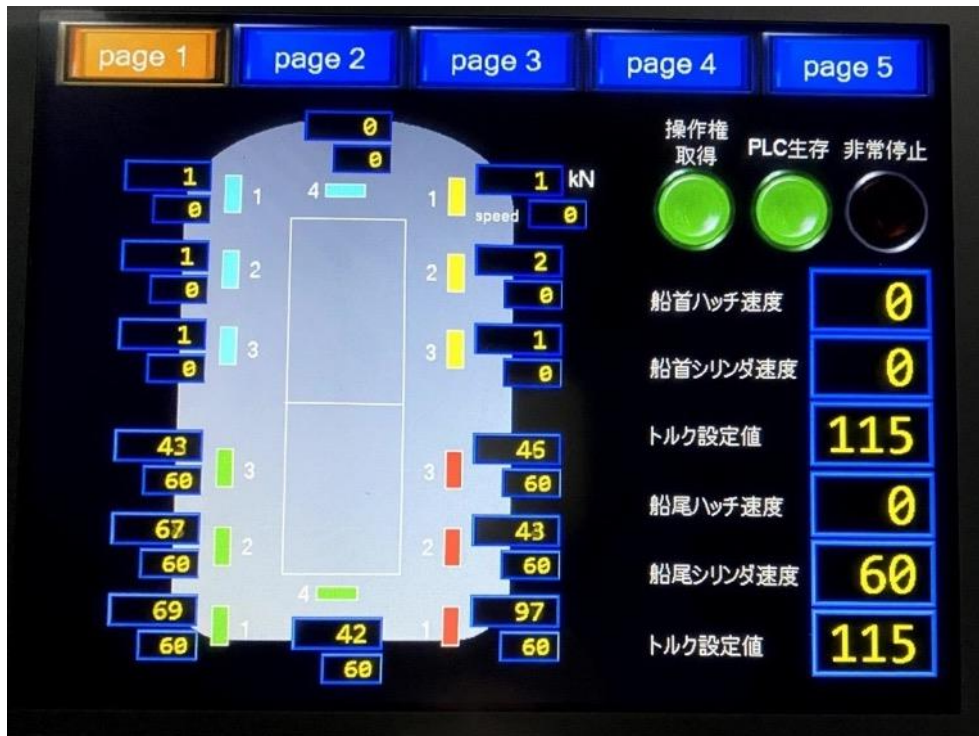 page 1 page 2 page 3 page 4 page 5
操作権
取得 PLC生存 非常停止
0
0
1 1 4 1 1 kN
0 speed 0
1 2 2 2
0 0
1 3 3 1
0 0
43 3 3 46
60 60
67 2 2 43
60 60
4
69 1 1 97
60 42 60
60
船首ハッチ速度 0
船首シリンダ速度 0
トルク設定値 115
船尾ハッチ速度 0
船尾シリンダ速度 60
トルク設定値 115